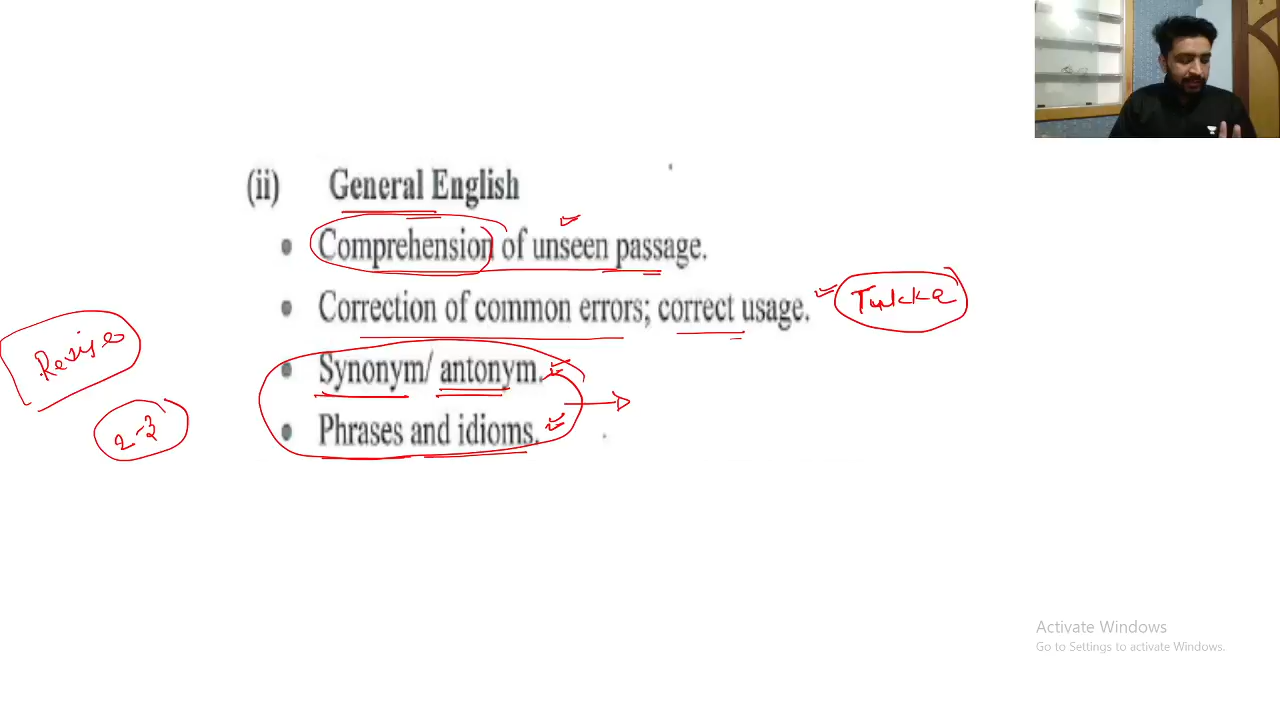 (ii) General English
• Comprehension of unseen passage.
• Correction of common errors; correct usage. Tukka
Revise
• Synonym/ antonym.
2-3
• Phrases and idioms.
Activate Windows
Go to Settings to activate Windows.